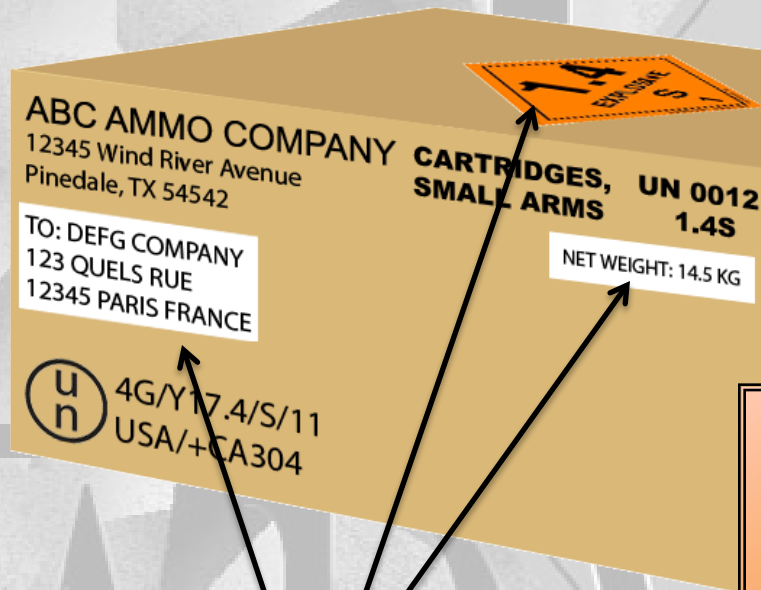 1.4
EXPLOSIVE
S
1
ABC AMMO COMPANY
12345 Wind River Avenue
Pinedale, TX 54542
CARTRIDGES,
SMALL ARMS
UN 0012
1.4S
TO: DEFG COMPANY
123 QUELS RUE
12345 PARIS FRANCE
NET WEIGHT: 14.5 KG
u
n
4G/Y17.4/S/11
USA/+CA304